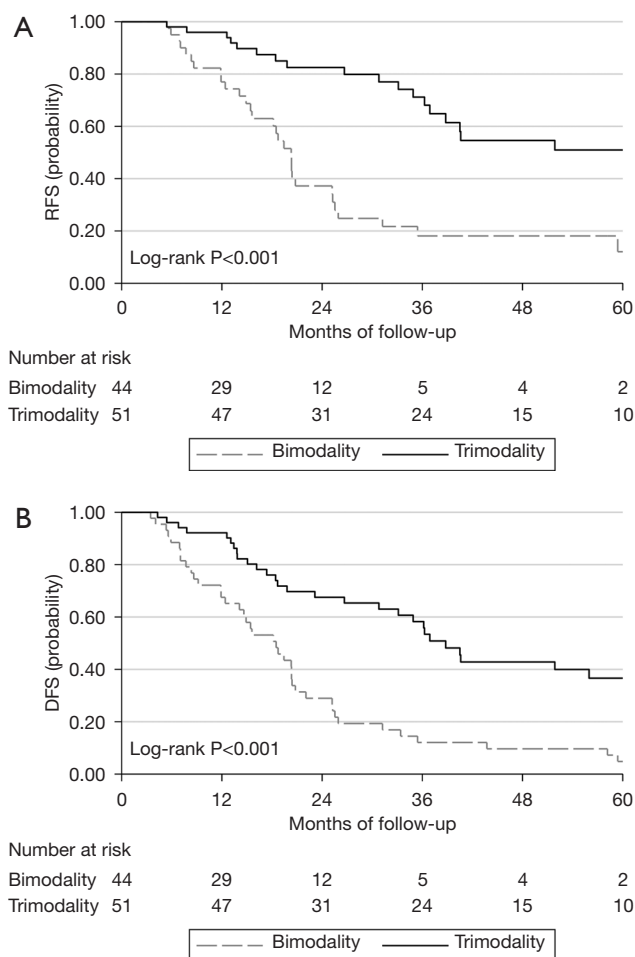 A
1.00
0.80
0.60
0.40
0.20
0.00
RFS (probability)
Log-rank P<0.001
0 12 24 36 48 60
Months of follow-up
Number at risk
Bimodality 44 29 12 5 4 2
Trimodality 51 47 31 24 15 10
Bimodality Trimodality
B
1.00
0.80
0.60
0.40
0.20
0.00
DFS (probability)
Log-rank P<0.001
0 12 24 36 48 60
Months of follow-up
Number at risk
Bimodality 44 29 12 5 4 2
Trimodality 51 47 31 24 15 10
Bimodality Trimodality